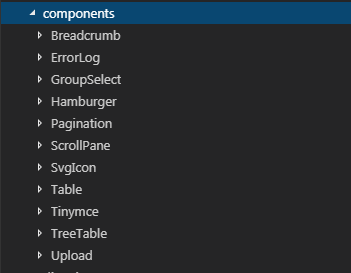 components
Breadcrumb
ErrorLog
GroupSelect
Hamburger
Pagination
ScrollPane
SvgIcon
Table
Tinymce
TreeTable
Upload